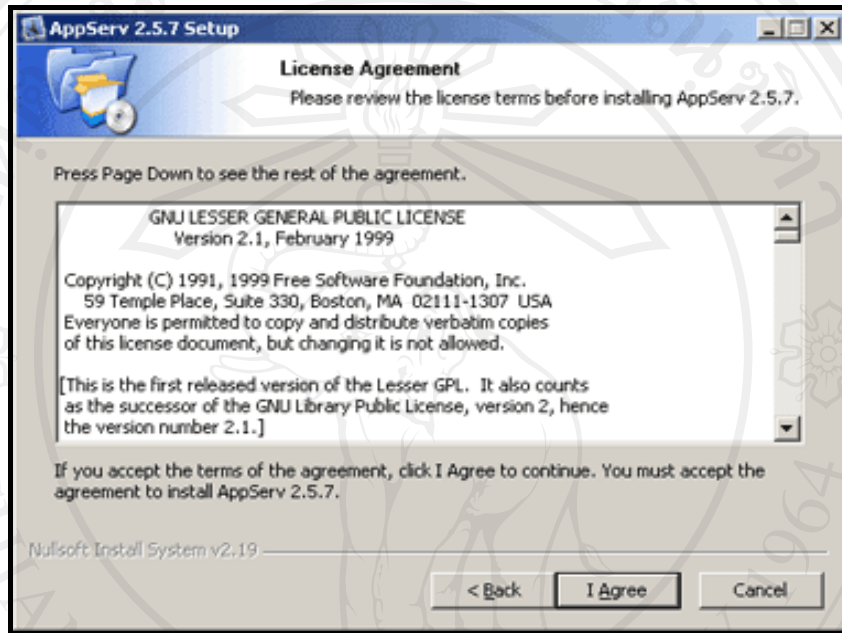 AppServ 2.5.7 Setup
License Agreement
Please review the license terms before installing AppServ 2.5.7.
Press Page Down to see the rest of the agreement.
GNU LESSER GENERAL PUBLIC LICENSE
Version 2.1, February 1999
Copyright (C) 1991, 1999 Free Software Foundation, Inc.
59 Temple Place, Suite 330, Boston, MA 02111-1307 USA
Everyone is permitted to copy and distribute verbatim copies
of this license document, but changing it is not allowed.
[This is the first released version of the Lesser GPL. It also counts
as the successor of the GNU Library Public License, version 2, hence
the version number 2.1.]
If you accept the terms of the agreement, click I Agree to continue. You must accept the
agreement to install AppServ 2.5.7.
Nullsoft Install System v2.19
< Back
I Agree
Cancel
1964